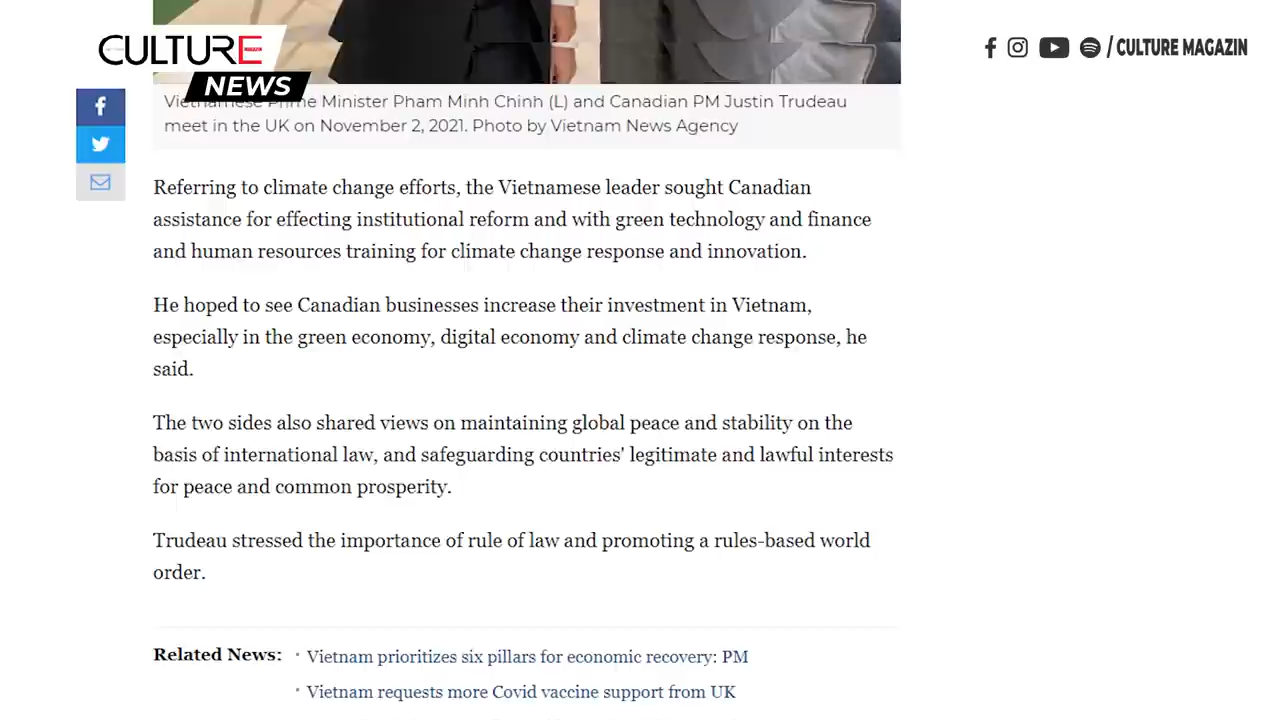 CULTURE
NEWS
/ CULTURE MAGAZIN
Vietnamese Prime Minister Pham Minh Chinh (L) and Canadian PM Justin Trudeau
meet in the UK on November 2, 2021. Photo by Vietnam News Agency
Referring to climate change efforts, the Vietnamese leader sought Canadian
assistance for effecting institutional reform and with green technology and finance
and human resources training for climate change response and innovation.
He hoped to see Canadian businesses increase their investment in Vietnam,
especially in the green economy, digital economy and climate change response, he
said.
The two sides also shared views on maintaining global peace and stability on the
basis of international law, and safeguarding countries' legitimate and lawful interests
for peace and common prosperity.
Trudeau stressed the importance of rule of law and promoting a rules-based world
order.
Related News:
Vietnam prioritizes six pillars for economic recovery: PM
Vietnam requests more Covid vaccine support from UK